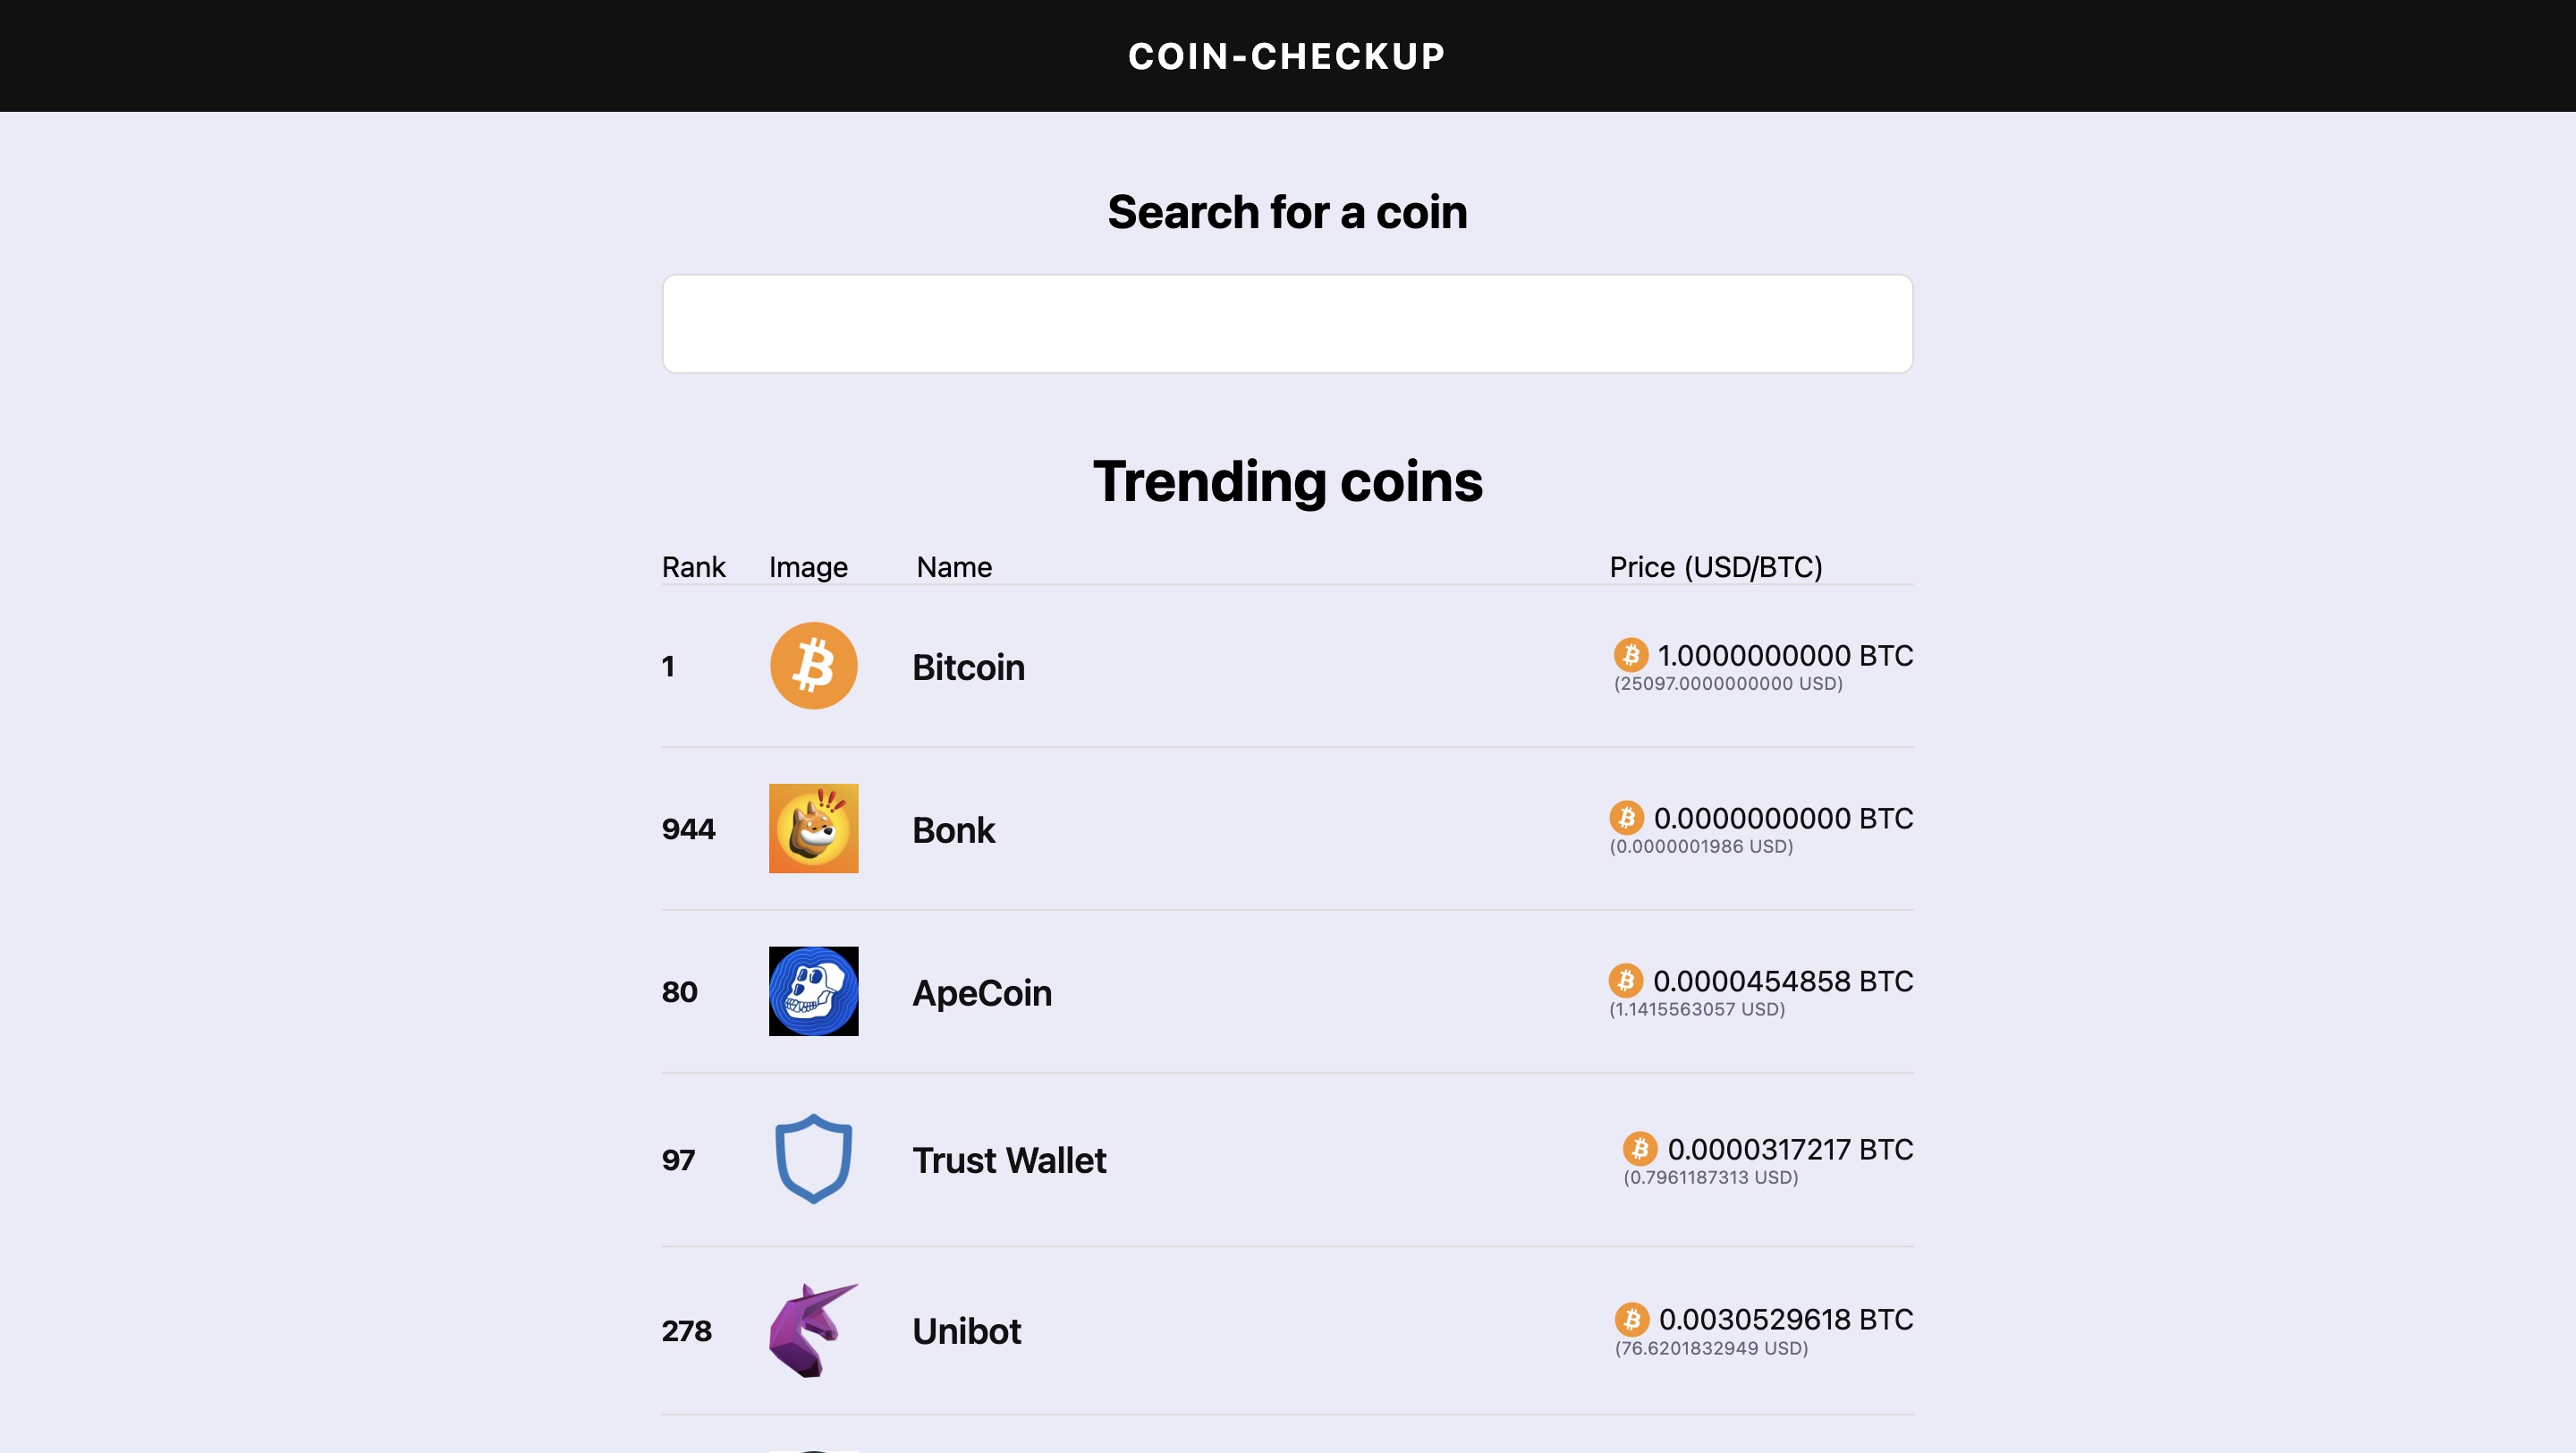 COIN-CHECKUP
Search for a coin
Trending coins
Rank Image Name Price (USD/BTC)
1 Bitcoin 1.0000000000 BTC
(25097.0000000000 USD)
944 Bonk 0.0000000000 BTC
(0.0000001986 USD)
80 ApeCoin 0.0000454858 BTC
(1.1415563057 USD)
97 Trust Wallet 0.0000317217 BTC
(0.7961187313 USD)
278 Unibot 0.0030529618 BTC
(76.6201832949 USD)